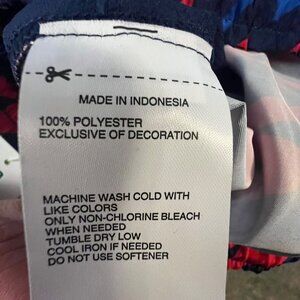 MADE IN INDONESIA
100% POLYESTER
EXCLUSIVE OF DECORATION
MACHINE WASH COLD WITH
LIKE COLORS
ONLY NON-CHLORINE BLEACH
WHEN NEEDED
TUMBLE DRY LOW
COOL IRON IF NEEDED
DO NOT USE SOFTENER